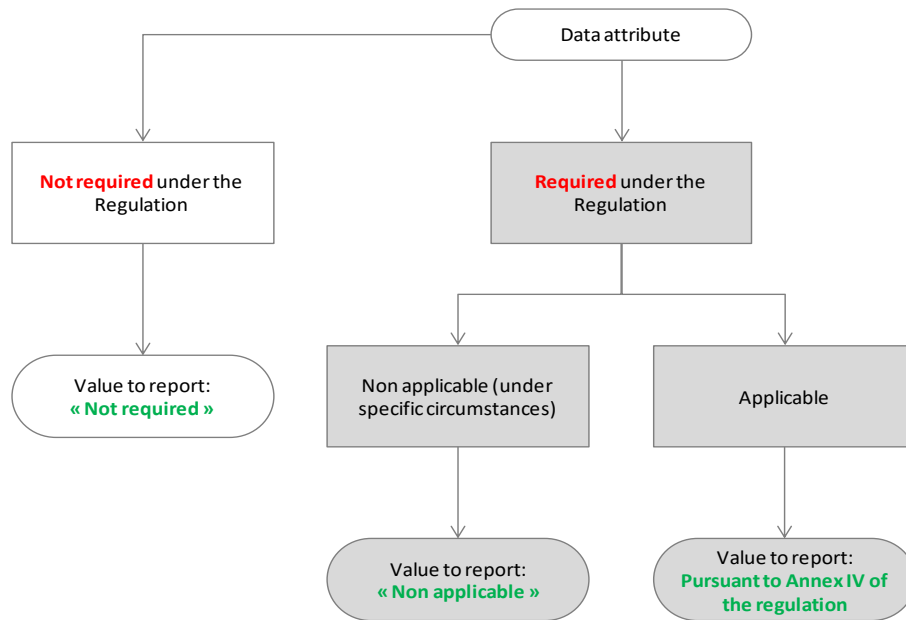 Data attribute
Not required under the
Regulation
Required under the
Regulation
Value to report:
« Not required »
Non applicable (under
specific circumstances)
Applicable
Value to report:
« Non applicable »
Value to report:
Pursuant to Annex IV of
the regulation